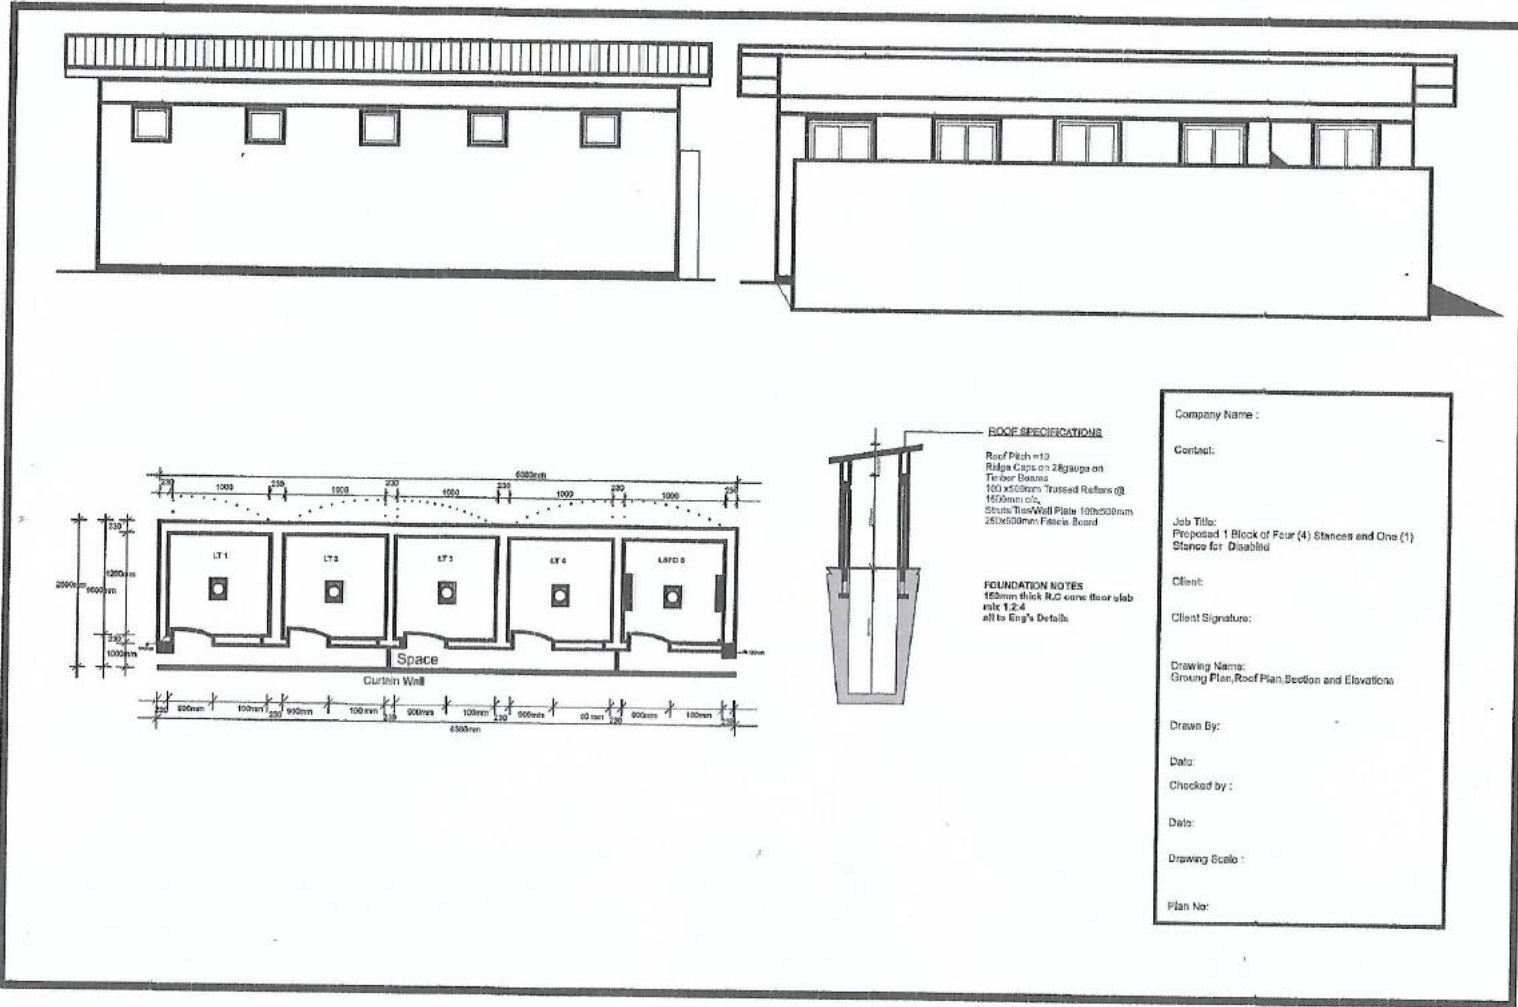 ROOF SPECIFICATIONS
Roof Pitch =10
Ridge Caps on 28gauge on
Timber Beams
100 x500mm Trussed Rafters @
1500mm c/c,
Struts/Ties/Wall Plate 100x500mm
250x500mm Fascia Board
FOUNDATION NOTES
150mm thick R.C conc floor slab
mix 1:2:4
all to Eng's Details
6380mm
230 1000 230 1000 230 1000 230 1000 230 1000 230
LT 1 LT 2 LT 3 LT 4
230
1200mm
230
1000mm
Space
Curtain Wall
230 900mm 100mm 230 900mm 100mm 230 900mm 100mm 230 900mm 230 900mm 100mm 230
6380mm
Company Name :
Contact:
Job Title:
Proposed 1 Block of Four (4) Stances and One (1)
Stance for Disabled
Client:
Client Signature:
Drawing Name:
Groung Plan,Roof Plan,Section and Elevations
Drawn By:
Date:
Checked by :
Date:
Drawing Scale :
Plan No: